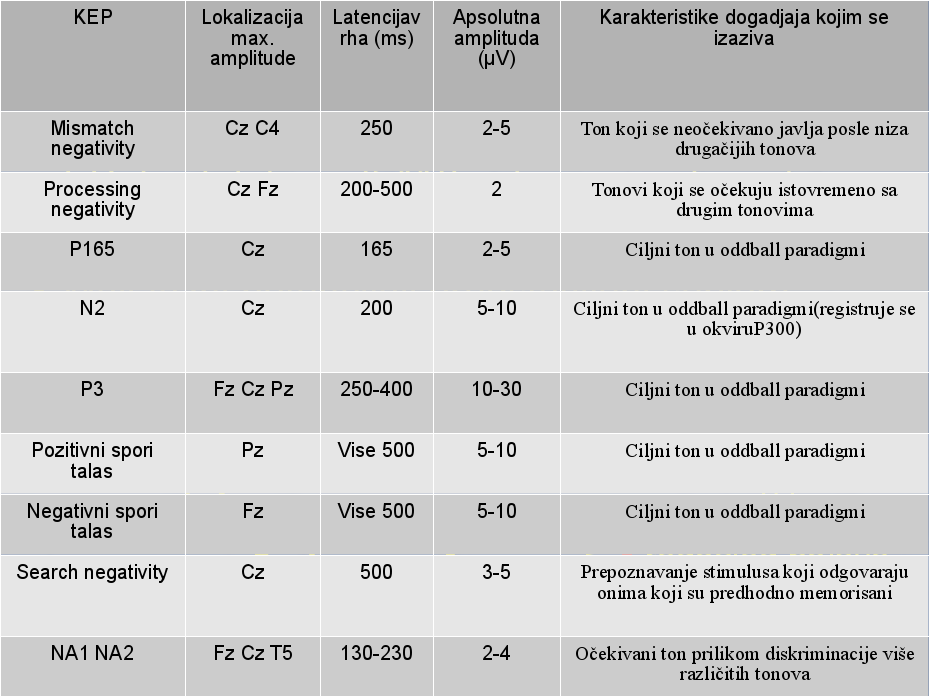 KEP
Lokalizacija
max.
amplitude
Latencijav
rha (ms)
Apsolutna
amplituda
(µV)
Karakteristike dogadjaja kojim se
izaziva
Mismatch
negativity
Cz C4
250
2-5
Ton koji se neočekivano javlja posle niza
drugačijih tonova
Processing
negativity
Cz Fz
200-500
2
Tonovi koji se očekuju istovremeno sa
drugim tonovima
P165
Cz
165
2-5
Ciljni ton u oddball paradigmi
N2
Cz
200
5-10
Ciljni ton u oddball paradigmi(registruje se
u okviruP300)
P3
Fz Cz Pz
250-400
10-30
Ciljni ton u oddball paradigmi
Pozitivni spori
talas
Pz
Vise 500
5-10
Ciljni ton u oddball paradigmi
Negativni spori
talas
Fz
Vise 500
5-10
Ciljni ton u oddball paradigmi
Search negativity
Cz
500
3-5
Prepoznavanje stimulusa koji odgovaraju
onima koji su predhodno memorisani
NA1 NA2
Fz Cz T5
130-230
2-4
Očekivani ton prilikom diskriminacije više
različitih tonova